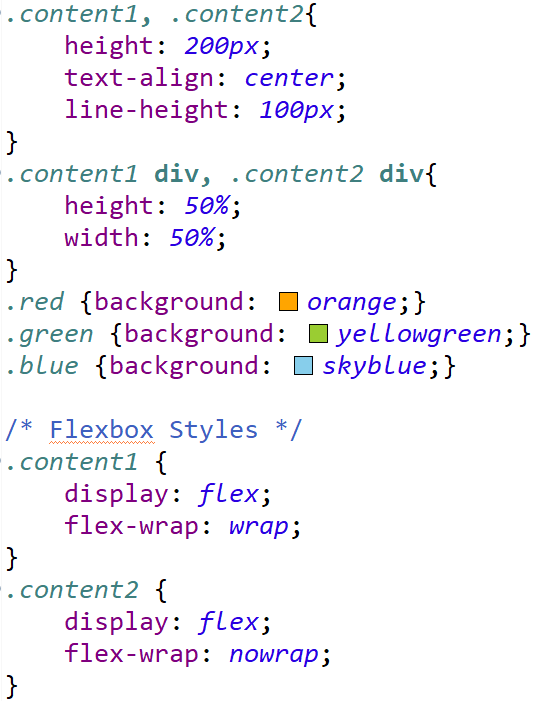 .content1, .content2{
    height: 200px;
    text-align: center;
    line-height: 100px;
}
.content1 div, .content2 div{
    height: 50%;
    width: 50%;
}
.red {background: orange;}
.green {background: yellowgreen;}
.blue {background: skyblue;}

/* Flexbox Styles */
.content1 {
    display: flex;
    flex-wrap: wrap;
}
.content2 {
    display: flex;
    flex-wrap: nowrap;
}